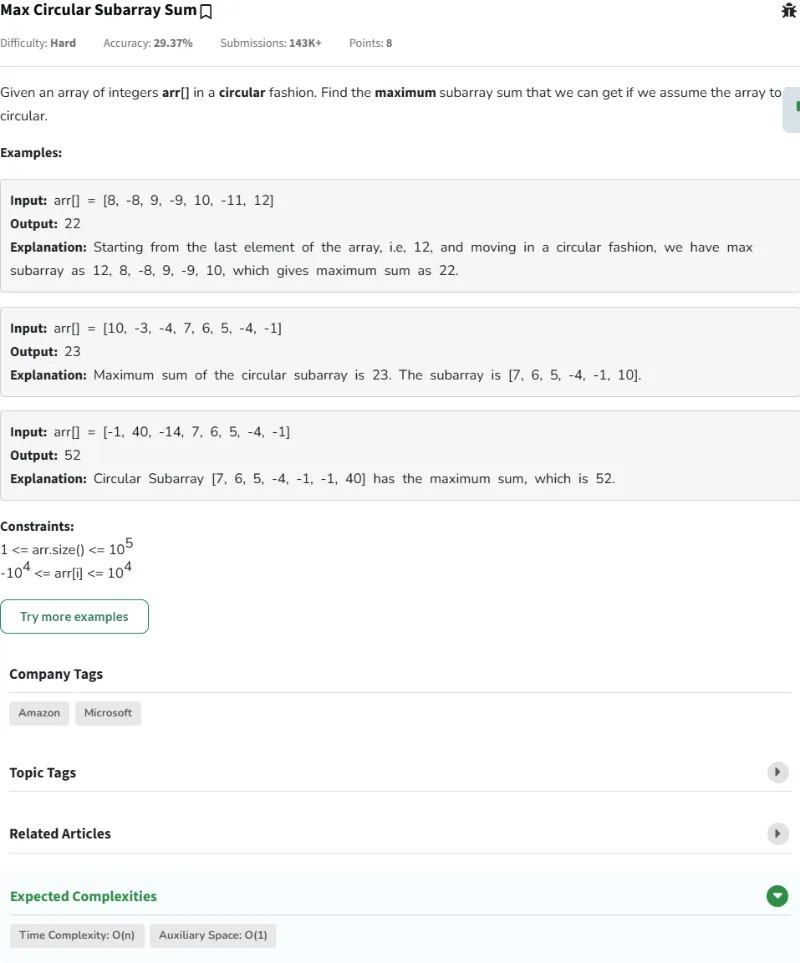 Max Circular Subarray Sum
Difficulty: Hard Accuracy: 29.37% Submissions: 143K+ Points: 8
Given an array of integers arr[] in a circular fashion. Find the maximum subarray sum that we can get if we assume the array to
circular.
Examples:
Input: arr[] = [8, -8, 9, -9, 10, -11, 12]
Output: 22
Explanation: Starting from the last element of the array, i.e, 12, and moving in a circular fashion, we have max
subarray as 12, 8, -8, 9, -9, 10, which gives maximum sum as 22.
Input: arr[] = [10, -3, -4, 7, 6, 5, -4, -1]
Output: 23
Explanation: Maximum sum of the circular subarray is 23. The subarray is [7, 6, 5, -4, -1, 10].
Input: arr[] = [-1, 40, -14, 7, 6, 5, -4, -1]
Output: 52
Explanation: Circular Subarray [7, 6, 5, -4, -1, -1, 40] has the maximum sum, which is 52.
Constraints:
1 <= arr.size() <= 10^5
-10^4 <= arr[i] <= 10^4
Try more examples
Company Tags
Amazon Microsoft
Topic Tags
Related Articles
Expected Complexities
Time Complexity: O(n) Auxiliary Space: O(1)